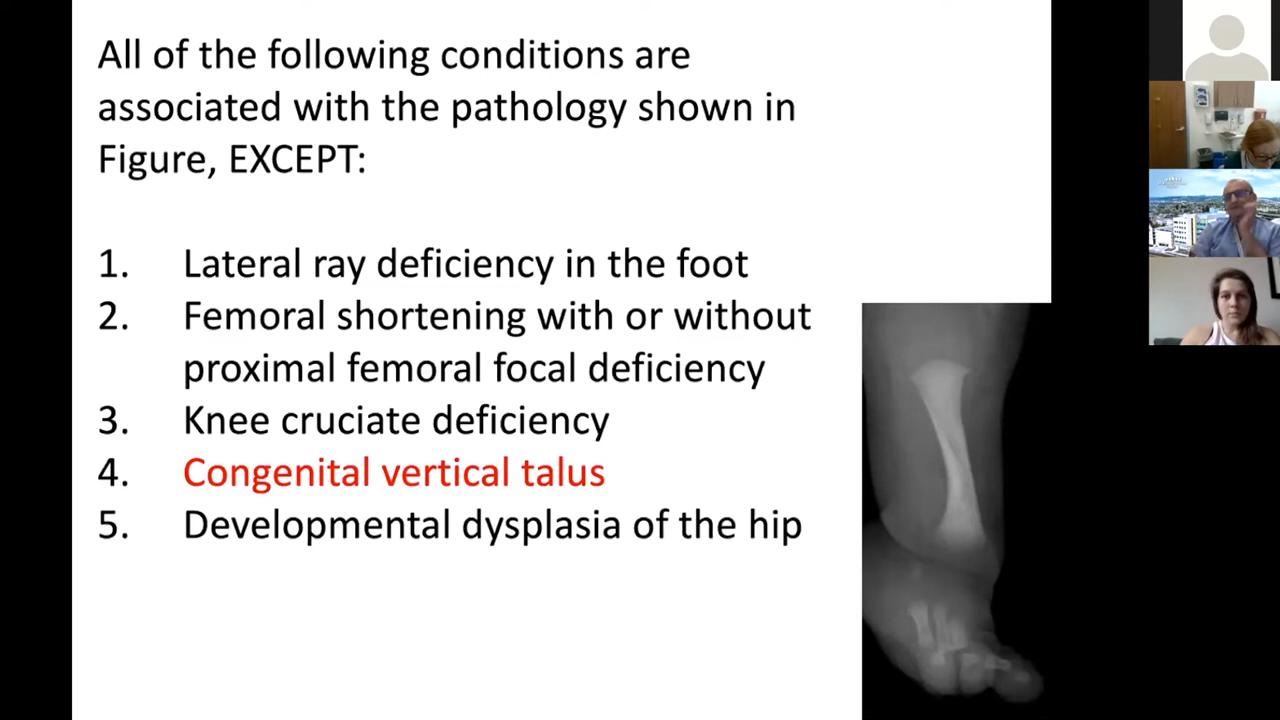 All of the following conditions are
associated with the pathology shown in
Figure, EXCEPT:
1. Lateral ray deficiency in the foot
2. Femoral shortening with or without
proximal femoral focal deficiency
3. Knee cruciate deficiency
4. Congenital vertical talus
5. Developmental dysplasia of the hip